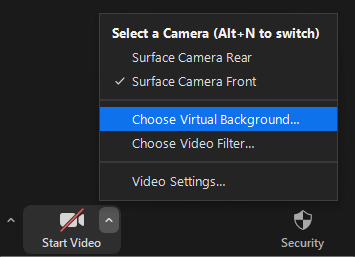 Select a Camera (Alt+N to switch)
Surface Camera Rear
Surface Camera Front
Choose Virtual Background...
Choose Video Filter...
Video Settings...
Start Video
Security